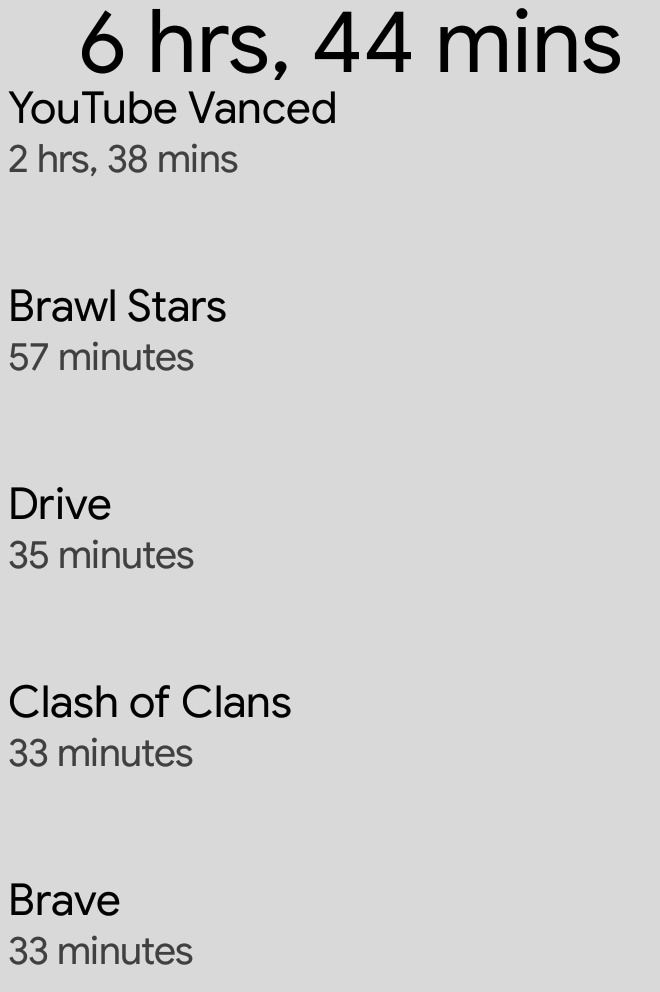 6 hrs, 44 mins
YouTube Vanced
2 hrs, 38 mins
Brawl Stars
57 minutes
Drive
35 minutes
Clash of Clans
33 minutes
Brave
33 minutes